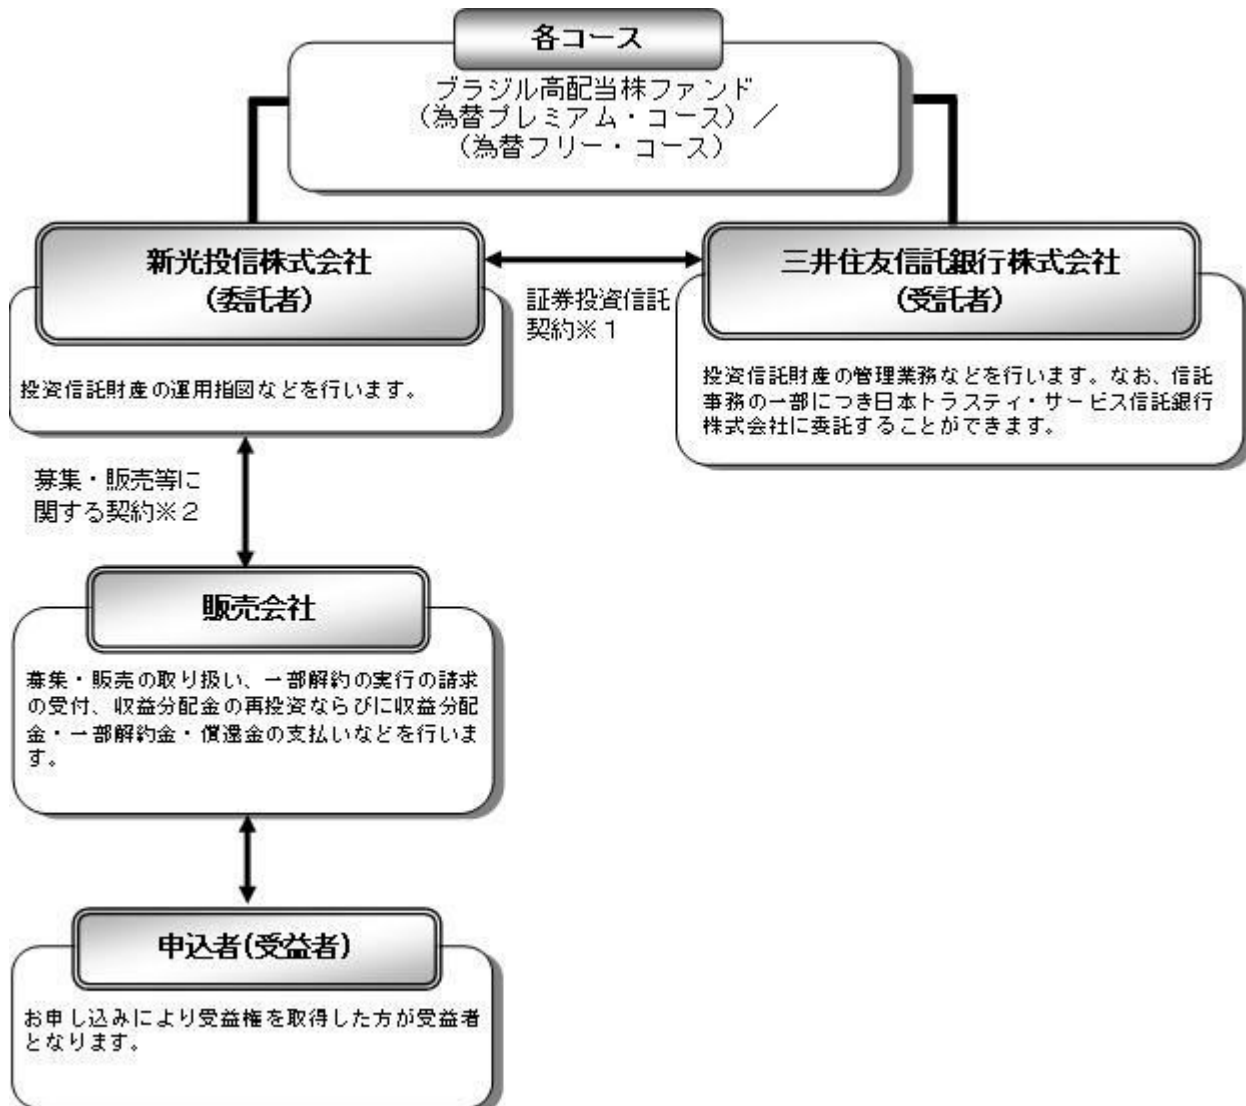 各コース
ブラジル高配当株ファンド
(為替プレミアム・コース)／
(為替フリー・コース)
新光投信株式会社
(委託者)
投資信託財産の運用指図などを行います。
証券投資信託
契約※１
三井住友信託銀行株式会社
(受託者)
投資信託財産の管理業務などを行います。なお、信託
事務の一部につき日本トラスティ・サービス信託銀行
株式会社に委託することができます。
募集・販売等に
関する契約※２
販売会社
募集・販売の取り扱い、一部解約の実行の請求
の受付、収益分配金の再投資ならびに収益分配
金・一部解約金・償還金の支払いなどを行いま
す。
申込者(受益者)
お申し込みにより受益権を取得した方が受益者
となります。